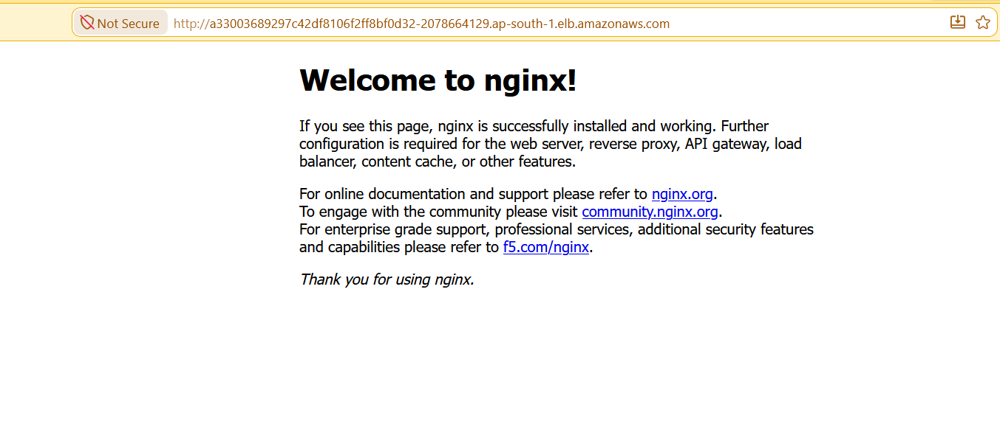 Not Secure http://a33003689297c42df8106f2ff8bf0d32-2078664129.ap-south-1.elb.amazonaws.com
Welcome to nginx!
If you see this page, nginx is successfully installed and working. Further
configuration is required for the web server, reverse proxy, API gateway, load
balancer, content cache, or other features.
For online documentation and support please refer to nginx.org.
To engage with the community please visit community.nginx.org.
For enterprise grade support, professional services, additional security features
and capabilities please refer to f5.com/nginx.
Thank you for using nginx.